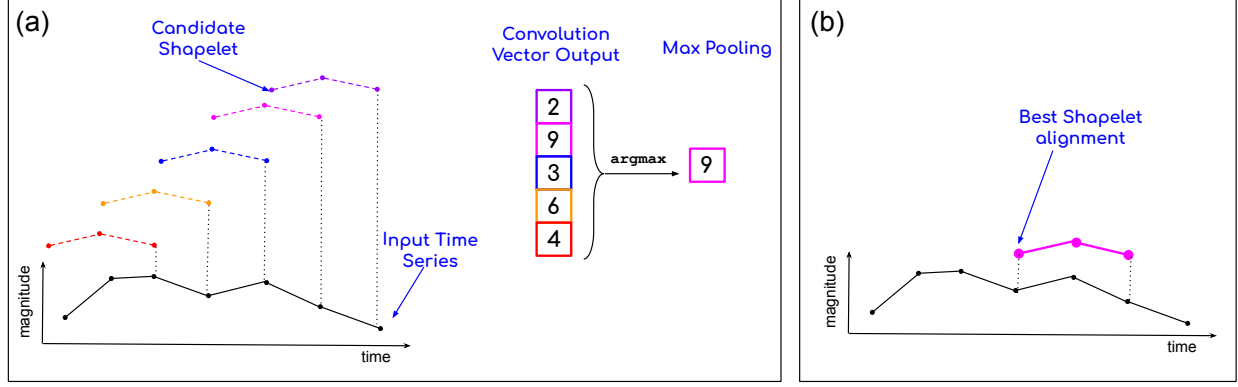 (a)
Candidate
Shapelet
Convolution
Vector Output
Max Pooling
2
9
3
6
4
argmax
9
Input Time
Series
magnitude
time
(b)
Best Shapelet
alignment
magnitude
time